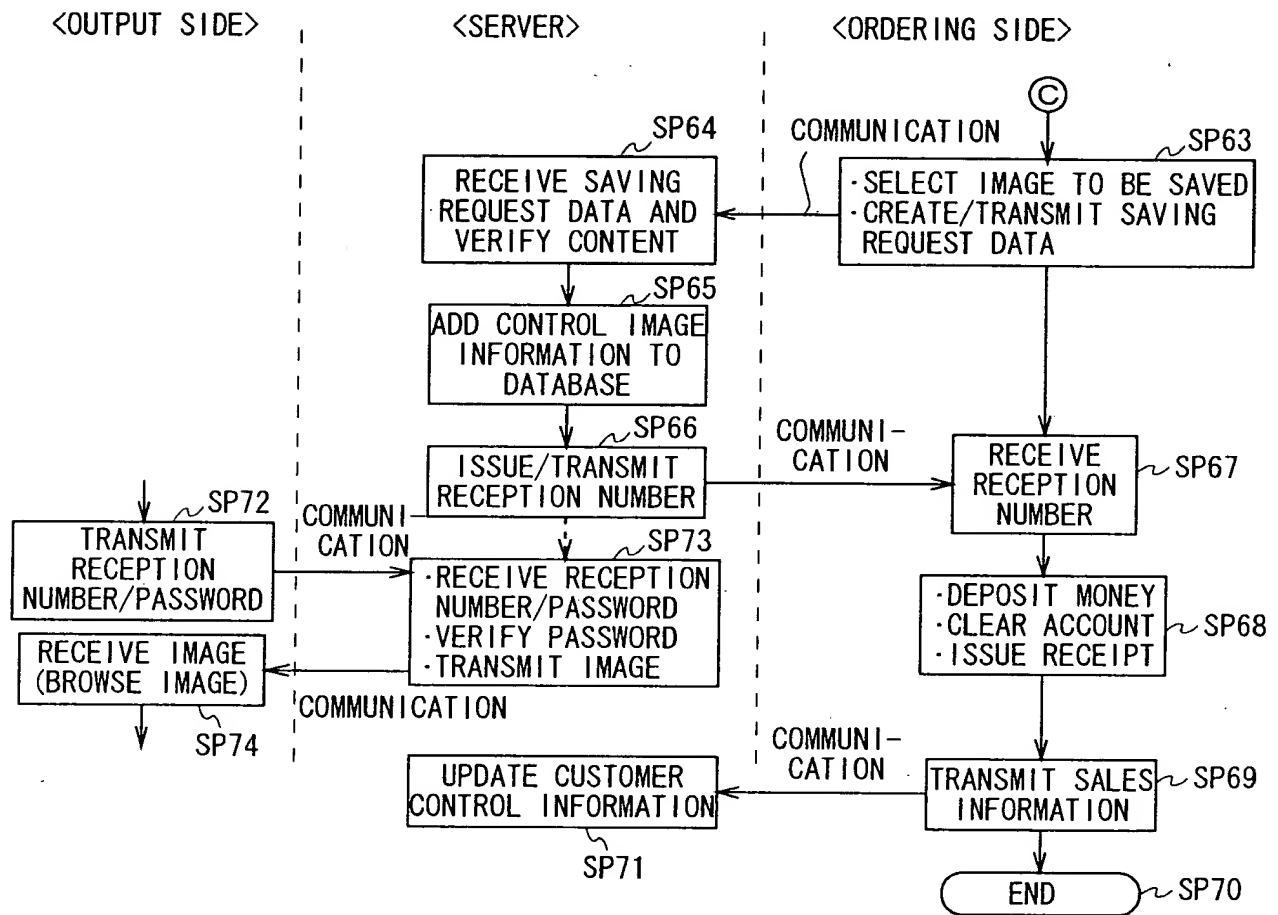 <OUTPUT SIDE>
<SERVER>
<ORDERING SIDE>
C
SP63
·SELECT IMAGE TO BE SAVED
·CREATE/TRANSMIT SAVING
REQUEST DATA
COMMUNICATION
SP64
RECEIVE SAVING
REQUEST DATA AND
VERIFY CONTENT
SP65
ADD CONTROL IMAGE
INFORMATION TO
DATABASE
SP66
ISSUE/TRANSMIT
RECEPTION NUMBER
COMMUNI-
CATION
RECEIVE
RECEPTION
NUMBER
SP67
SP72
TRANSMIT
RECEPTION
NUMBER/PASSWORD
COMMUNI-
CATION
SP73
·RECEIVE RECEPTION
NUMBER/PASSWORD
·VERIFY PASSWORD
·TRANSMIT IMAGE
·DEPOSIT MONEY
·CLEAR ACCOUNT
·ISSUE RECEIPT
SP68
RECEIVE IMAGE
(BROWSE IMAGE)
SP74
COMMUNICATION
COMMUNI-
CATION
TRANSMIT SALES
INFORMATION
SP69
UPDATE CUSTOMER
CONTROL INFORMATION
SP71
END
SP70